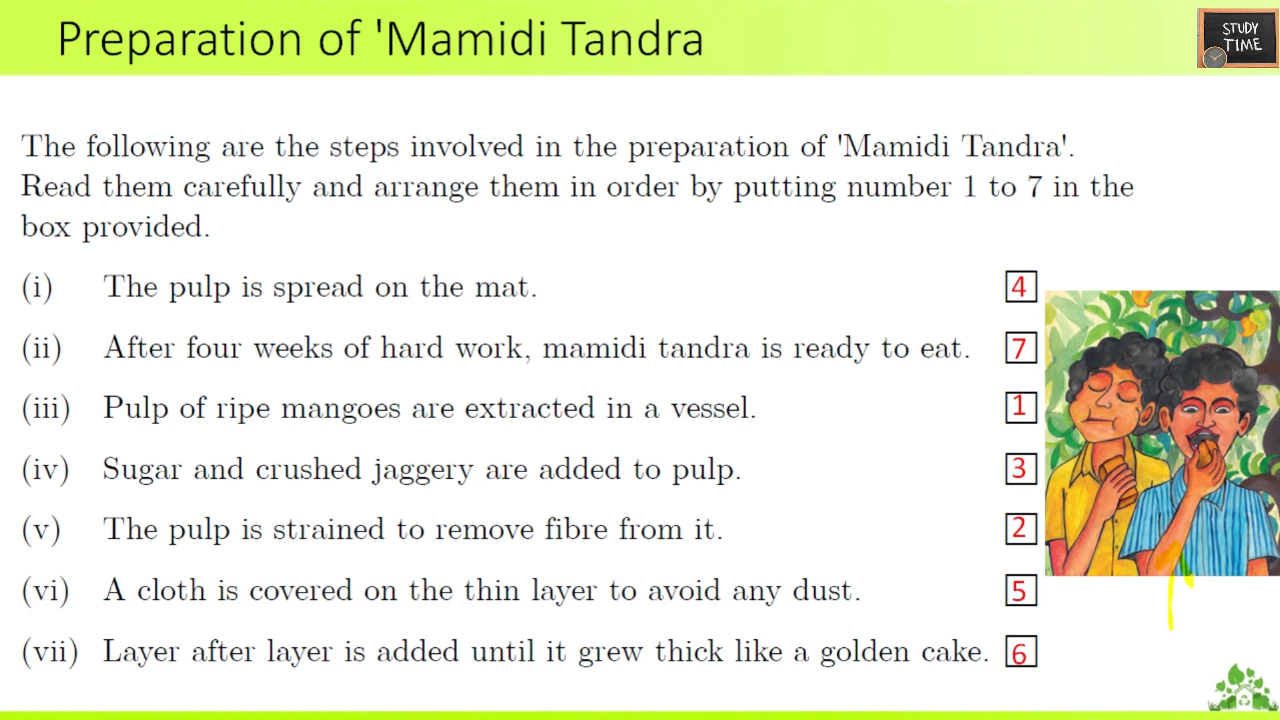 Preparation of 'Mamidi Tandra
STUDY
TIME
The following are the steps involved in the preparation of 'Mamidi Tandra'.
Read them carefully and arrange them in order by putting number 1 to 7 in the
box provided.
(i) The pulp is spread on the mat. 4
(ii) After four weeks of hard work, mamidi tandra is ready to eat. 7
(iii) Pulp of ripe mangoes are extracted in a vessel. 1
(iv) Sugar and crushed jaggery are added to pulp. 3
(v) The pulp is strained to remove fibre from it. 2
(vi) A cloth is covered on the thin layer to avoid any dust. 5
(vii) Layer after layer is added until it grew thick like a golden cake. 6